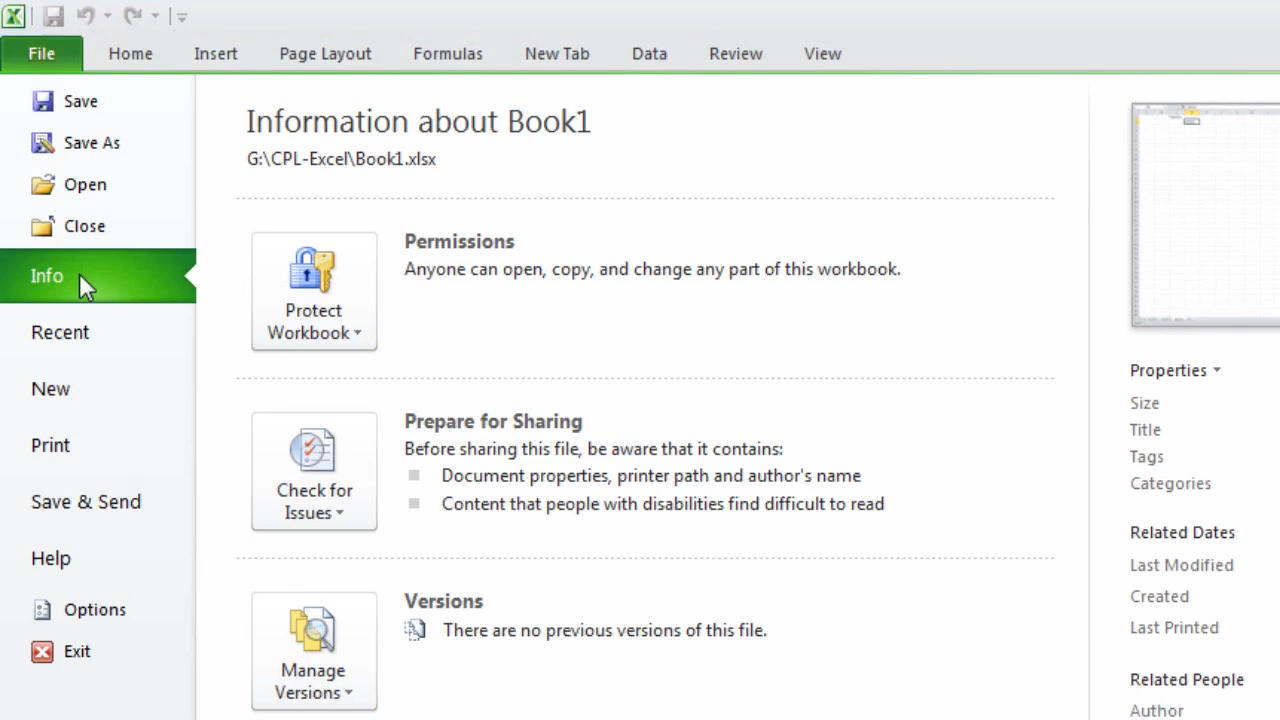 File Home Insert Page Layout Formulas New Tab Data Review View
Save
Save As
Open
Close
Info
Recent
New
Print
Save & Send
Help
Options
Exit
Information about Book1
G:\CPL-Excel\Book1.xlsx
Protect
Workbook
Permissions
Anyone can open, copy, and change any part of this workbook.
Check for
Issues
Prepare for Sharing
Before sharing this file, be aware that it contains:
Document properties, printer path and author's name
Content that people with disabilities find difficult to read
Manage
Versions
Versions
There are no previous versions of this file.
Properties
Size
Title
Tags
Categories
Related Dates
Last Modified
Created
Last Printed
Related People
Author